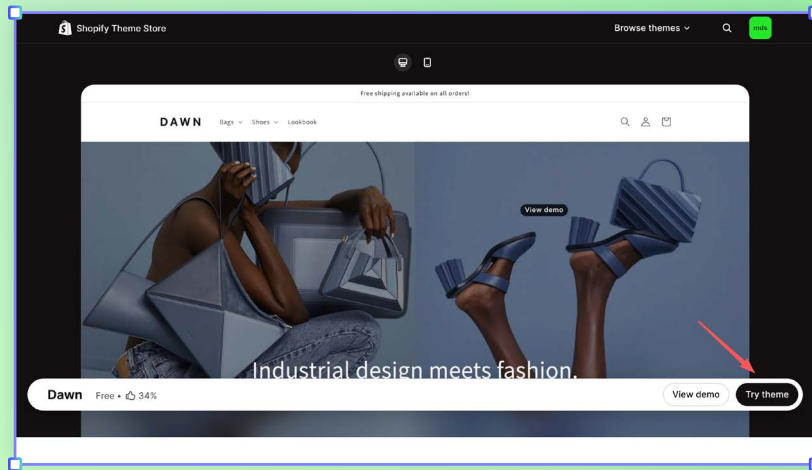 Shopify Theme Store
Browse themes
mds
Free shipping available on all orders!
DAWN
Bags
Shoes
Lookbook
View demo
Industrial design meets fashion.
Dawn
Free • 34%
View demo
Try theme